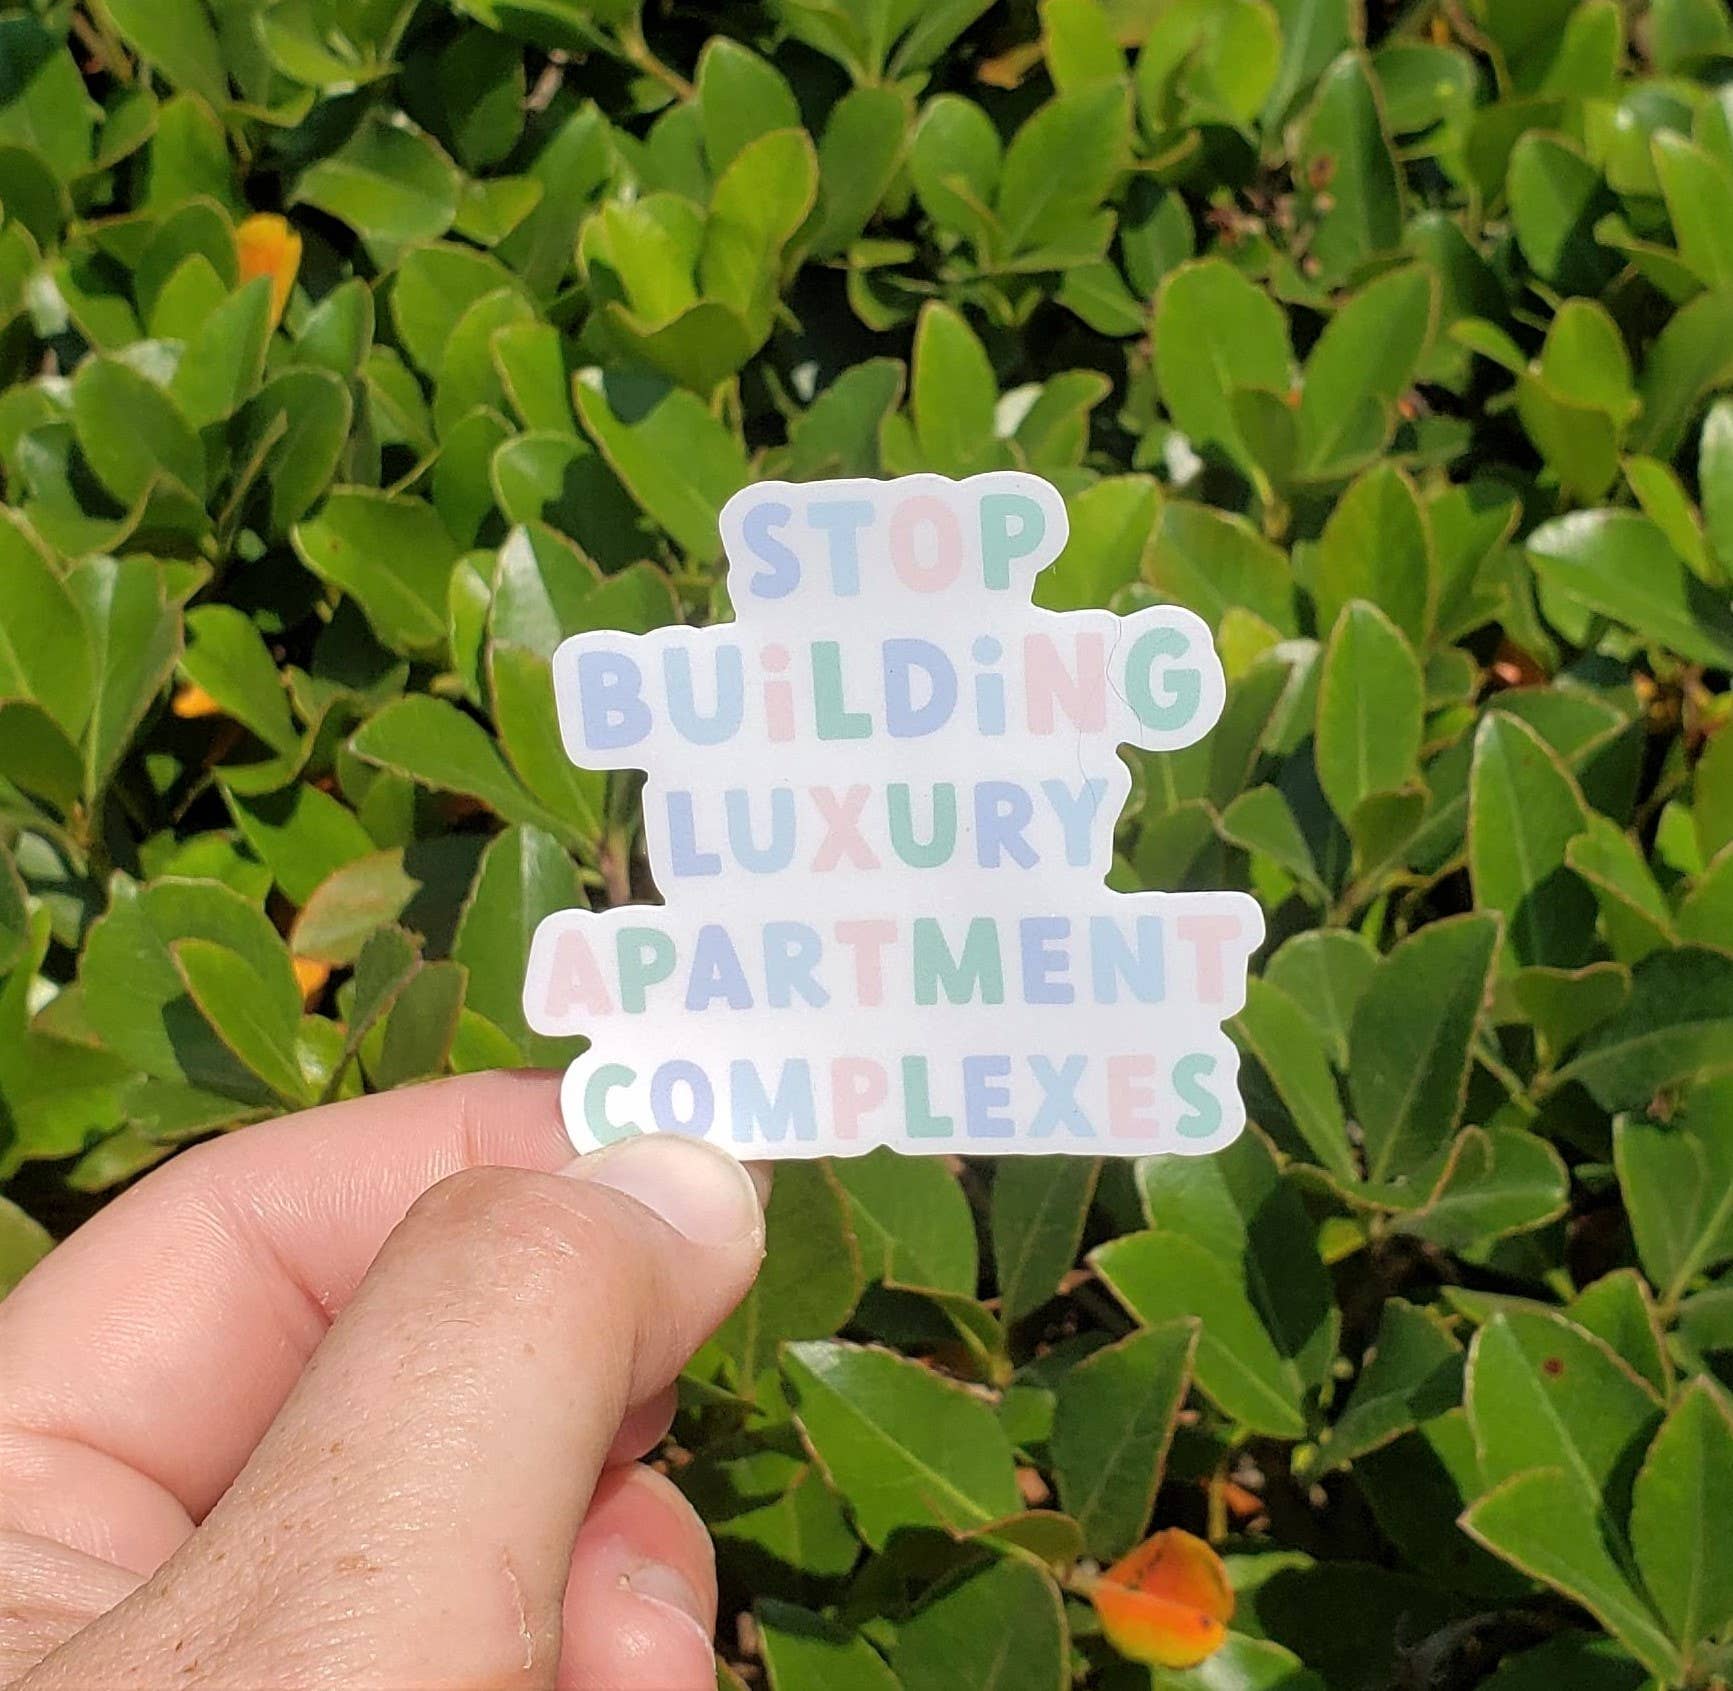 STOP
BUiLDiNG
LUXURY
APARTMENT
COMPLEXES